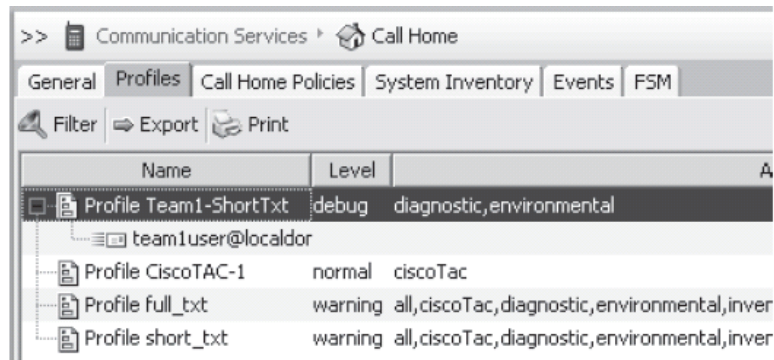 >> Communication Services Call Home
General Profiles Call Home Policies System Inventory Events FSM
Filter Export Print
Name Level A
Profile Team1-ShortTxt debug diagnostic,environmental
team1user@localdor
Profile CiscoTAC-1 normal ciscoTac
Profile full_txt warning all,ciscoTac,diagnostic,environmental,inver
Profile short_txt warning all,ciscoTac,diagnostic,environmental,inver